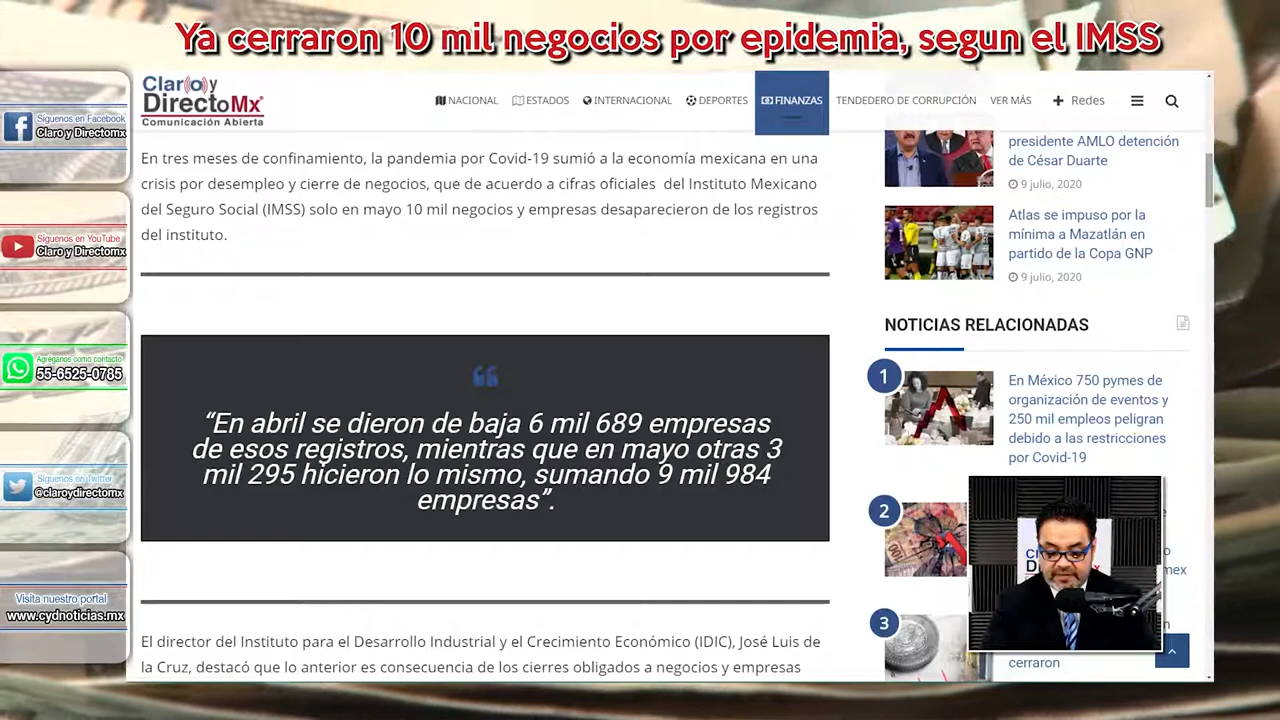 Ya cerraron 10 mil negocios por epidemia, segun el IMSS
Síguenos en Facebook
Claro y Directomx
Síguenos en YouTube
Claro y Directomx
Agréganos como contacto
55-6525-0785
Síguenos en Twitter
@claroydirectomx
Visita nuestro portal
www.cydnoticias.mx
Claro y
DirectoMx
Comunicación Abierta
NACIONAL
ESTADOS
INTERNACIONAL
DEPORTES
FINANZAS
TENDEDERO DE CORRUPCIÓN
VER MÁS
Redes
En tres meses de confinamiento, la pandemia por Covid-19 sumió a la economía mexicana en una
crisis por desempleo y cierre de negocios, que de acuerdo a cifras oficiales del Instituto Mexicano
del Seguro Social (IMSS) solo en mayo 10 mil negocios y empresas desaparecieron de los registros
del instituto.
“En abril se dieron de baja 6 mil 689 empresas
de esos registros, mientras que en mayo otras 3
mil 295 hicieron lo mismo, sumando 9 mil 984
empresas”.
El director del Instituto para el Desarrollo Industrial y el Crecimiento Económico (IDIC), José Luis de
la Cruz, destacó que lo anterior es consecuencia de los cierres obligados a negocios y empresas
presidente AMLO detención
de César Duarte
9 julio, 2020
Atlas se impuso por la
mínima a Mazatlán en
partido de la Copa GNP
9 julio, 2020
NOTICIAS RELACIONADAS
1
En México 750 pymes de
organización de eventos y
250 mil empleos peligran
debido a las restricciones
por Covid-19
2
3
cerraron